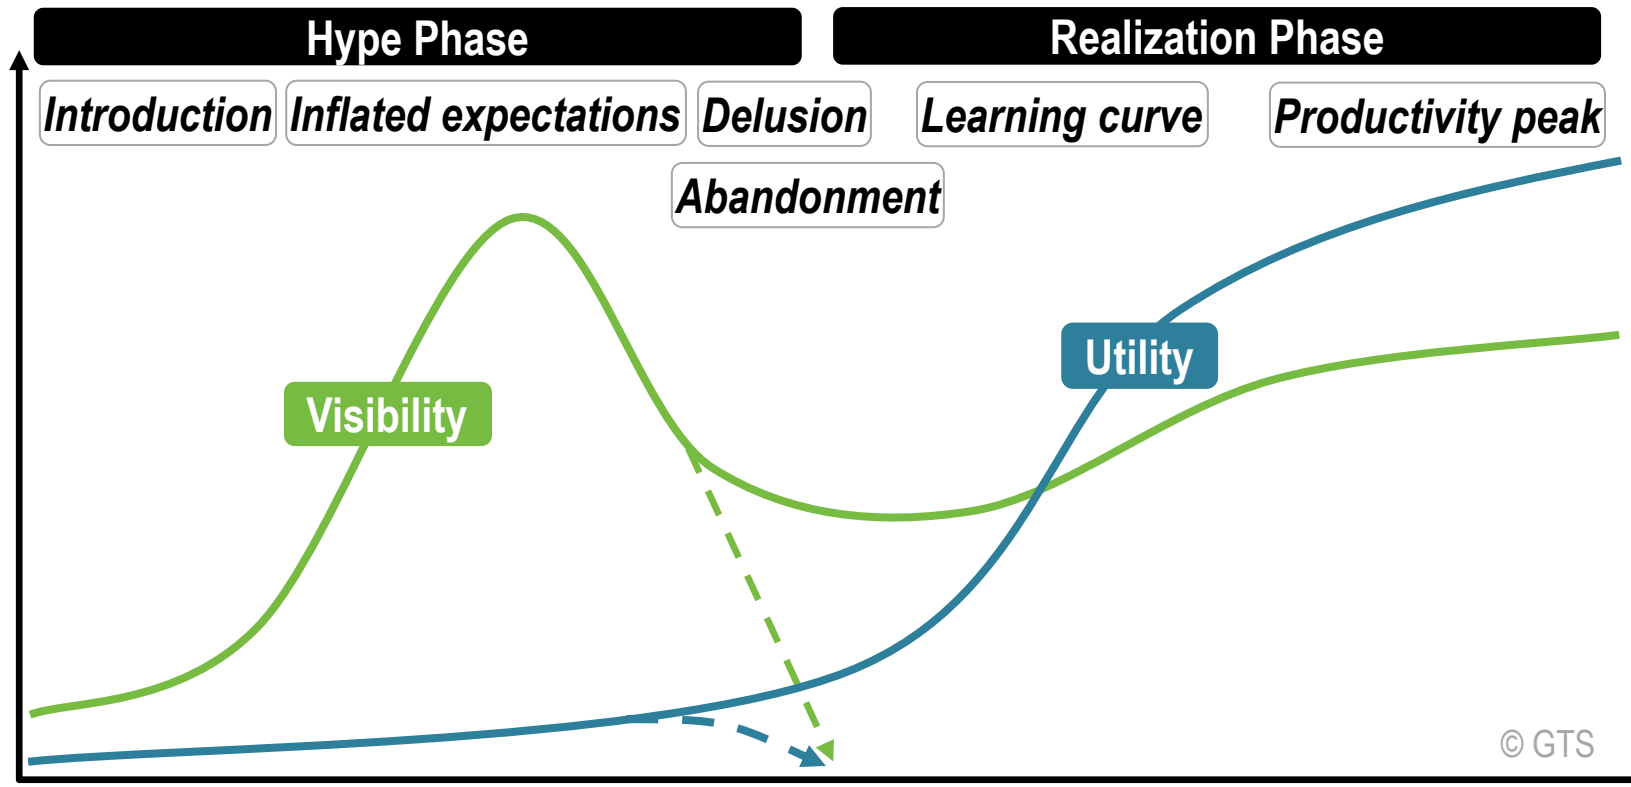 Hype Phase
Realization Phase
Introduction
Inflated expectations
Delusion
Learning curve
Productivity peak
Abandonment
Utility
Visibility
© GTS